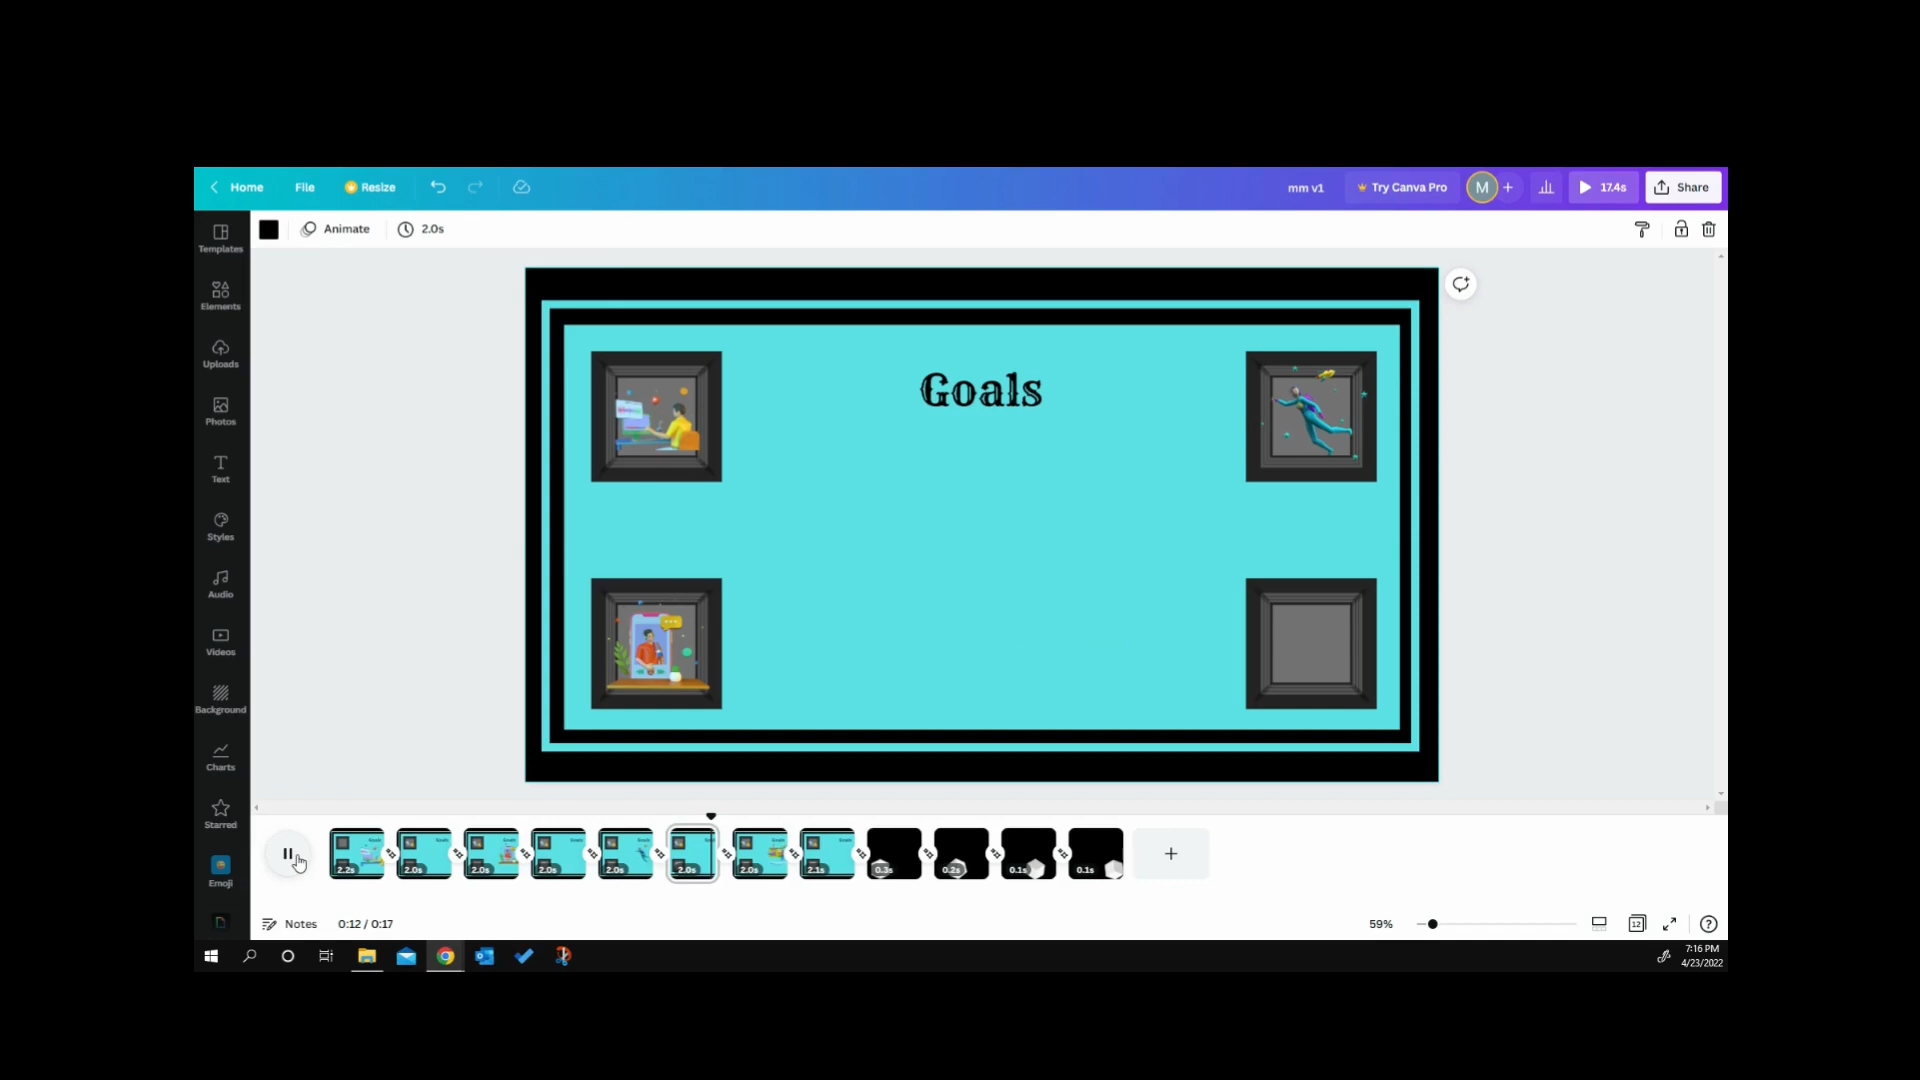 Home File Resize mm v1 Try Canva Pro M + 17.4s Share
Templates Animate 2.0s
Elements
Uploads
Photos
Text
Styles
Audio
Videos
Background
Charts
Starred
Emoji
Goals
2.2s 2.0s 2.0s 2.0s 2.0s 2.0s 2.0s 2.1s 0.3s 0.2s 0.1s 0.1s +
Notes 0:12 / 0:17 59% 12 ?
7:16 PM
4/23/2022